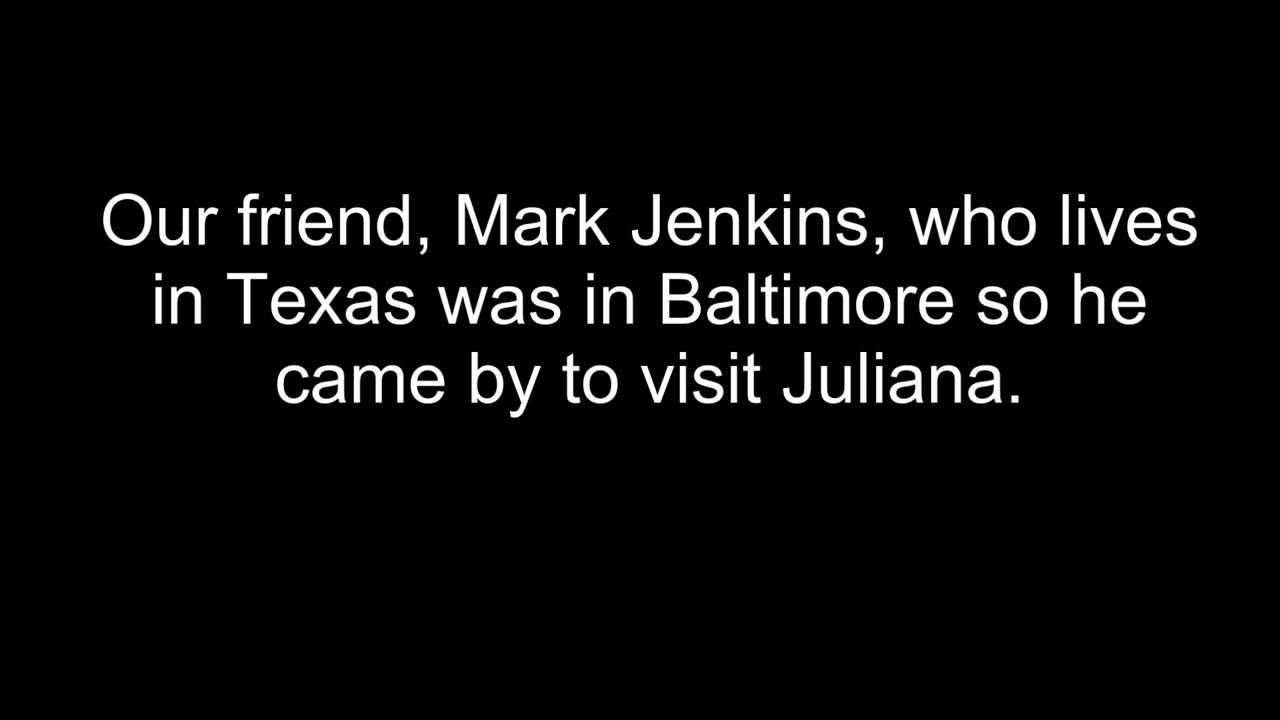 Our friend, Mark Jenkins, who lives
in Texas was in Baltimore so he
came by to visit Juliana.